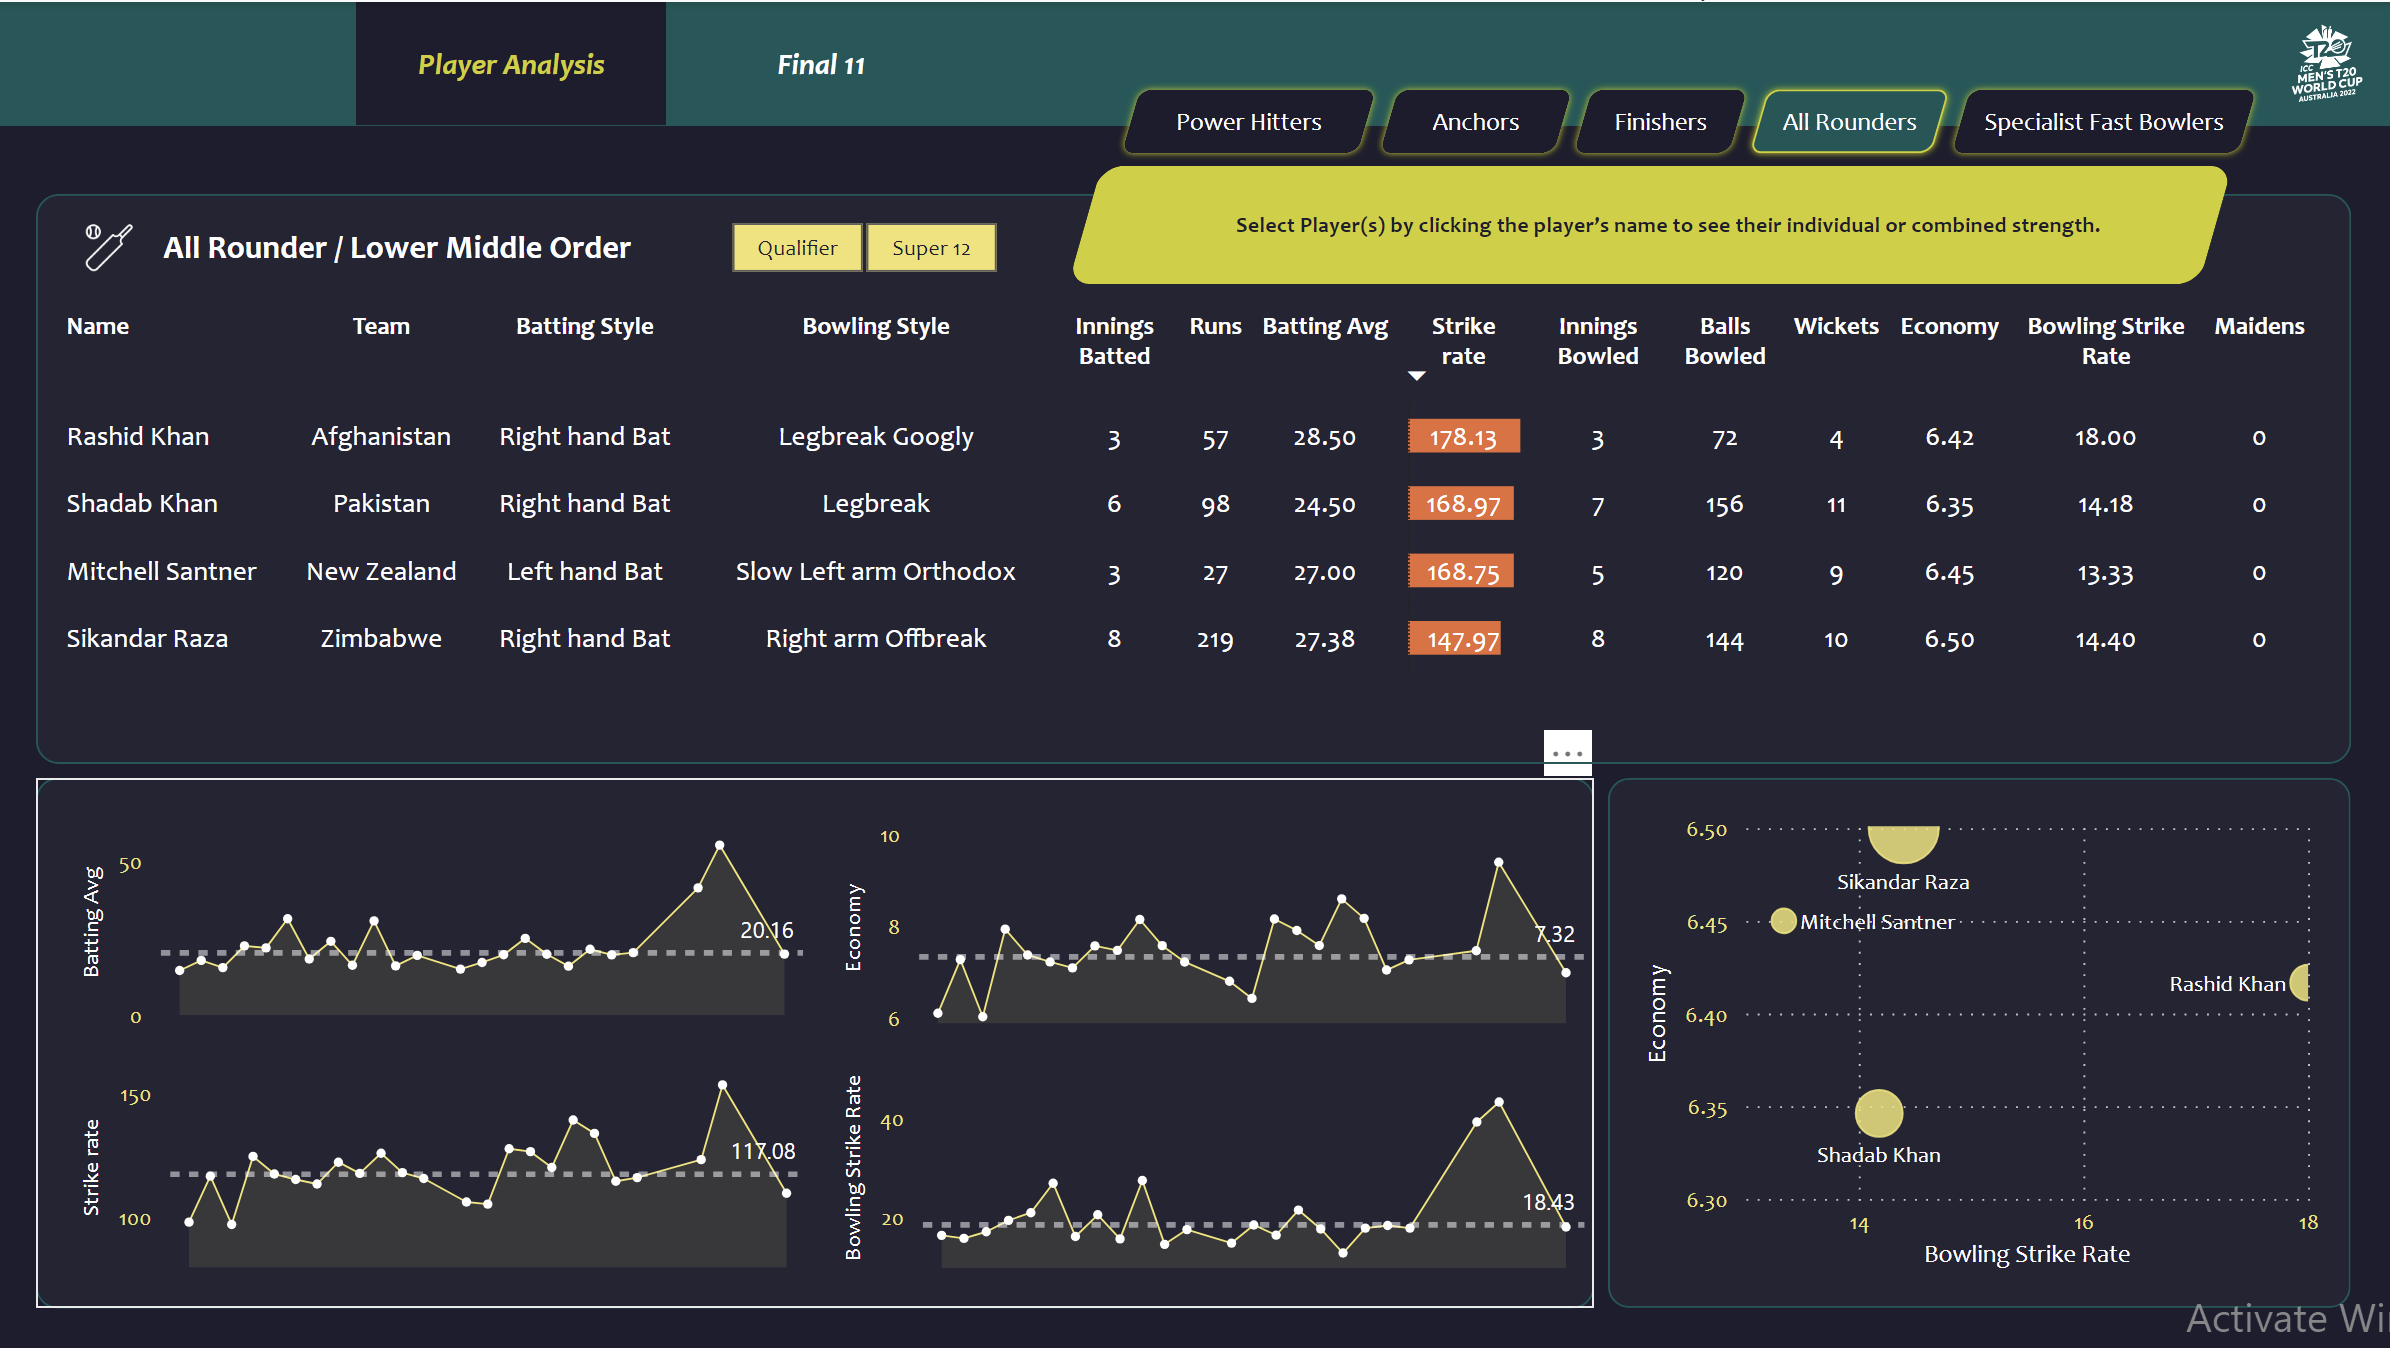 Player Analysis
Final 11
ICC
MEN'S T20
WORLD CUP
AUSTRALIA 2022
Power Hitters
Anchors
Finishers
All Rounders
Specialist Fast Bowlers
Select Player(s) by clicking the player's name to see their individual or combined strength.
All Rounder / Lower Middle Order
Qualifier
Super 12
Name Team Batting Style Bowling Style Innings Batted Runs Batting Avg Strike rate Innings Bowled Balls Bowled Wickets Economy Bowling Strike Rate Maidens
Rashid Khan Afghanistan Right hand Bat Legbreak Googly 3 57 28.50 178.13 3 72 4 6.42 18.00 0
Shadab Khan Pakistan Right hand Bat Legbreak 6 98 24.50 168.97 7 156 11 6.35 14.18 0
Mitchell Santner New Zealand Left hand Bat Slow Left arm Orthodox 3 27 27.00 168.75 5 120 9 6.45 13.33 0
Sikandar Raza Zimbabwe Right hand Bat Right arm Offbreak 8 219 27.38 147.97 8 144 10 6.50 14.40 0
...
Batting Avg
50
0
20.16
Economy
10
8
6
7.32
Strike rate
150
100
117.08
Bowling Strike Rate
40
20
18.43
Economy
6.50
6.45
6.40
6.35
6.30
Sikandar Raza
Mitchell Santner
Rashid Khan
Shadab Khan
14
16
18
Bowling Strike Rate
Activate Wi